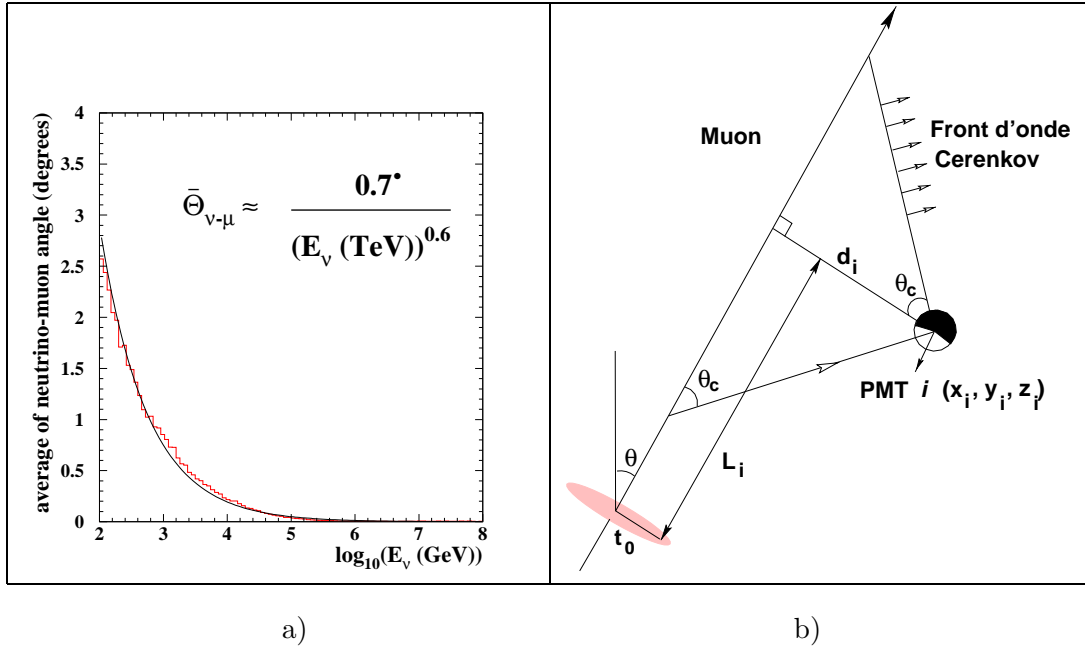 average of neutrino-muon angle (degrees)
4
3.5
3
2.5
2
1.5
1
0.5
0
2 3 4 5 6 7 8
log10(Eν (GeV))
Θ̄ν-μ ≈ 0.7• / (Eν (TeV))^0.6
Muon
Front d'onde
Cerenkov
di
θc
θc
PMT i (xi, yi, zi)
θ
Li
t0
a)
b)